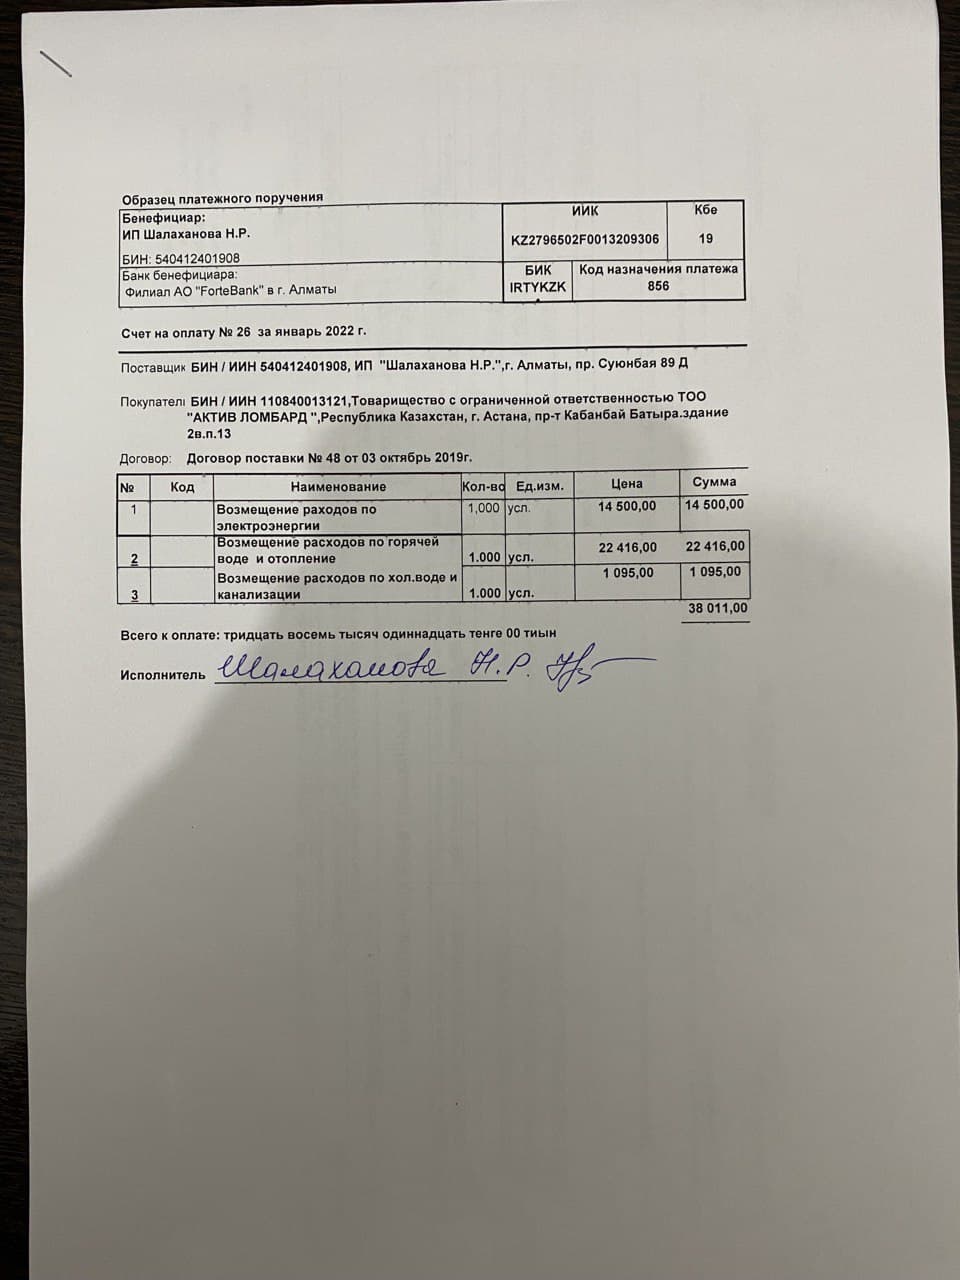 Образец платежного поручения
Бенефициар:
ИП Шалаханова Н.Р.
БИН: 540412401908
ИИК
KZ2796502F0013209306
Кбе
19
Банк бенефициара:
Филиал АО "ForteBank" в г. Алматы
БИК
IRTYKZK
Код назначения платежа
856
Счет на оплату № 26 за январь 2022 г.
Поставщик БИН / ИИН 540412401908, ИП "Шалаханова Н.Р.",г. Алматы, пр. Суюнбая 89 Д
Покупател БИН / ИИН 110840013121,Товарищество с ограниченной ответственностью ТОО
"АКТИВ ЛОМБАРД ",Республика Казахстан, г. Астана, пр-т Кабанбай Батыра.здание
2в.п.13
Договор: Договор поставки № 48 от 03 октябрь 2019г.
№ Код Наименование Кол-во Ед.изм. Цена Сумма
1 Возмещение раходов по 1,000 усл. 14 500,00 14 500,00
электроэнергии
Возмещение расходов по горячей
2 воде и отопление 1.000 усл. 22 416,00 22 416,00
Возмещение расходов по хол.воде и 1 095,00 1 095,00
3 канализации 1.000 усл.
38 011,00
Всего к оплате: тридцать восемь тысяч одиннадцать тенге 00 тиын
Исполнитель Шалаханова Н.Р.